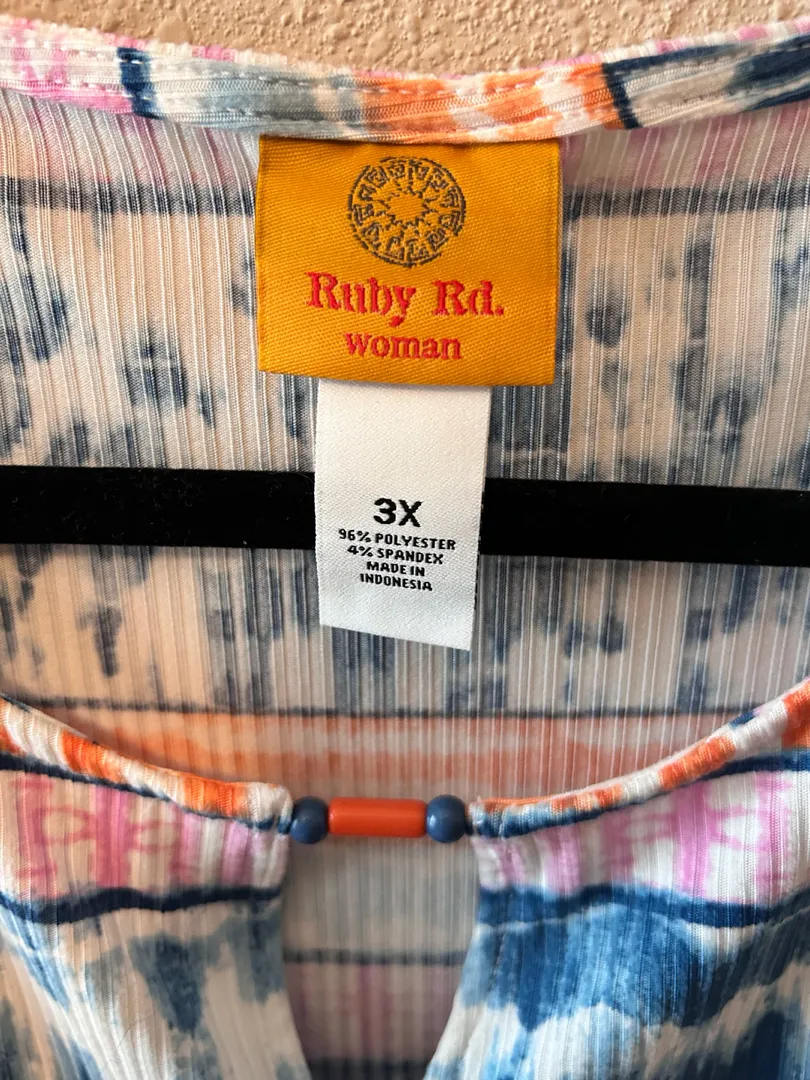 Ruby Rd.
woman
3X
96% POLYESTER
4% SPANDEX
MADE IN
INDONESIA